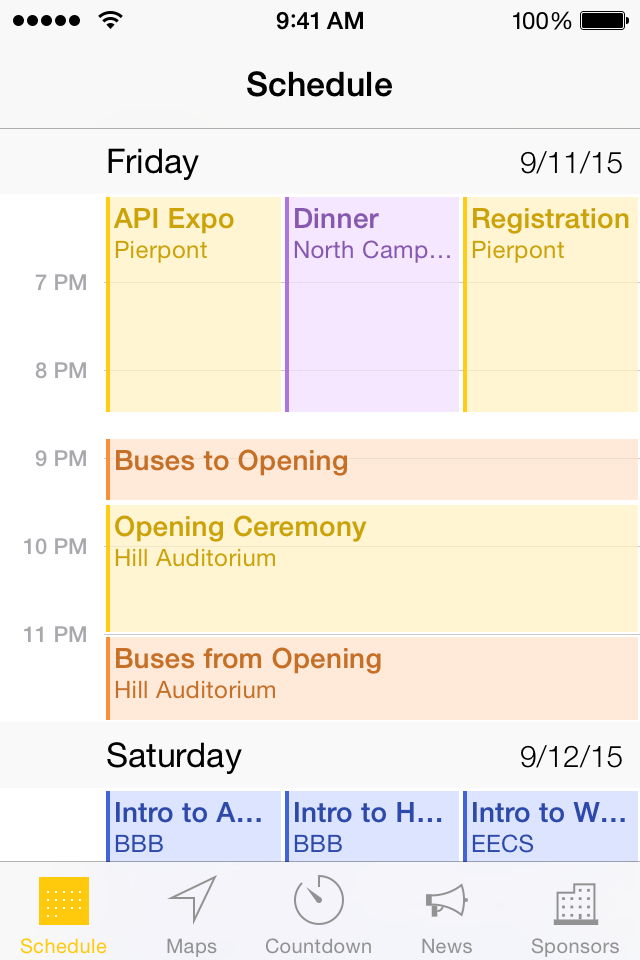 9:41 AM 100%
Schedule
Friday 9/11/15
API Expo
Pierpont
Dinner
North Camp...
Registration
Pierpont
7 PM
8 PM
9 PM
Buses to Opening
Opening Ceremony
10 PM
Hill Auditorium
11 PM
Buses from Opening
Hill Auditorium
Saturday 9/12/15
Intro to A...
BBB
Intro to H...
BBB
Intro to W...
EECS
Schedule Maps Countdown News Sponsors